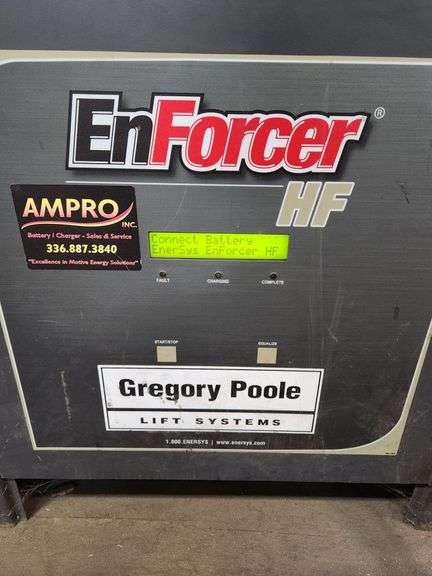 EnForcer®
HF
AMPRO
INC.
Battery / Charger - Sales & Service
336.887.3840
"Excellence in Motive Energy Solutions"
Connect Battery
EnerSys EnForcer HF
FAULT
CHARGING
COMPLETE
START/STOP
EQUALIZE
Gregory Poole
LIFT SYSTEMS
1.800.ENERSYS | www.enersys.com